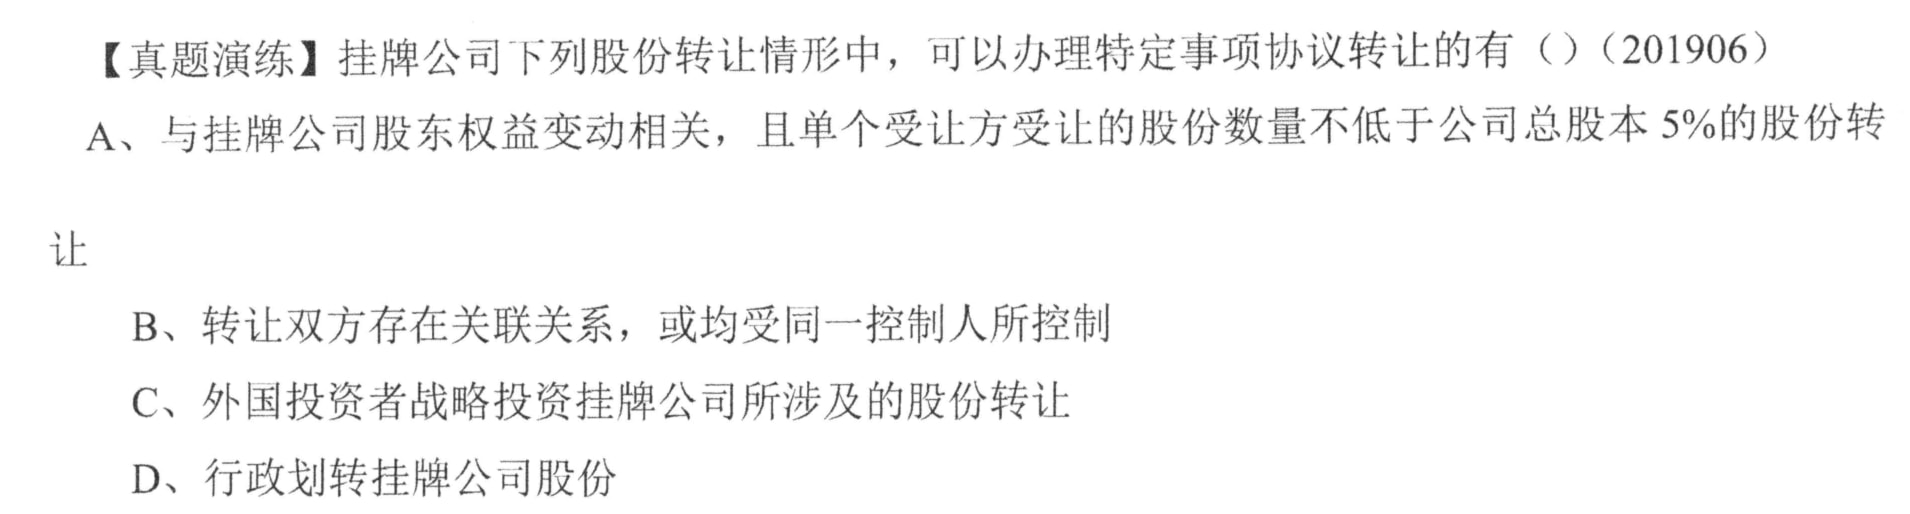 【真题演练】挂牌公司下列股份转让情形中，可以办理特定事项协议转让的有（）（201906）
A、与挂牌公司股东权益变动相关，且单个受让方受让的股份数量不低于公司总股本 5%的股份转
让
B、转让双方存在关联关系，或均受同一控制人所控制
C、外国投资者战略投资挂牌公司所涉及的股份转让
D、行政划转挂牌公司股份